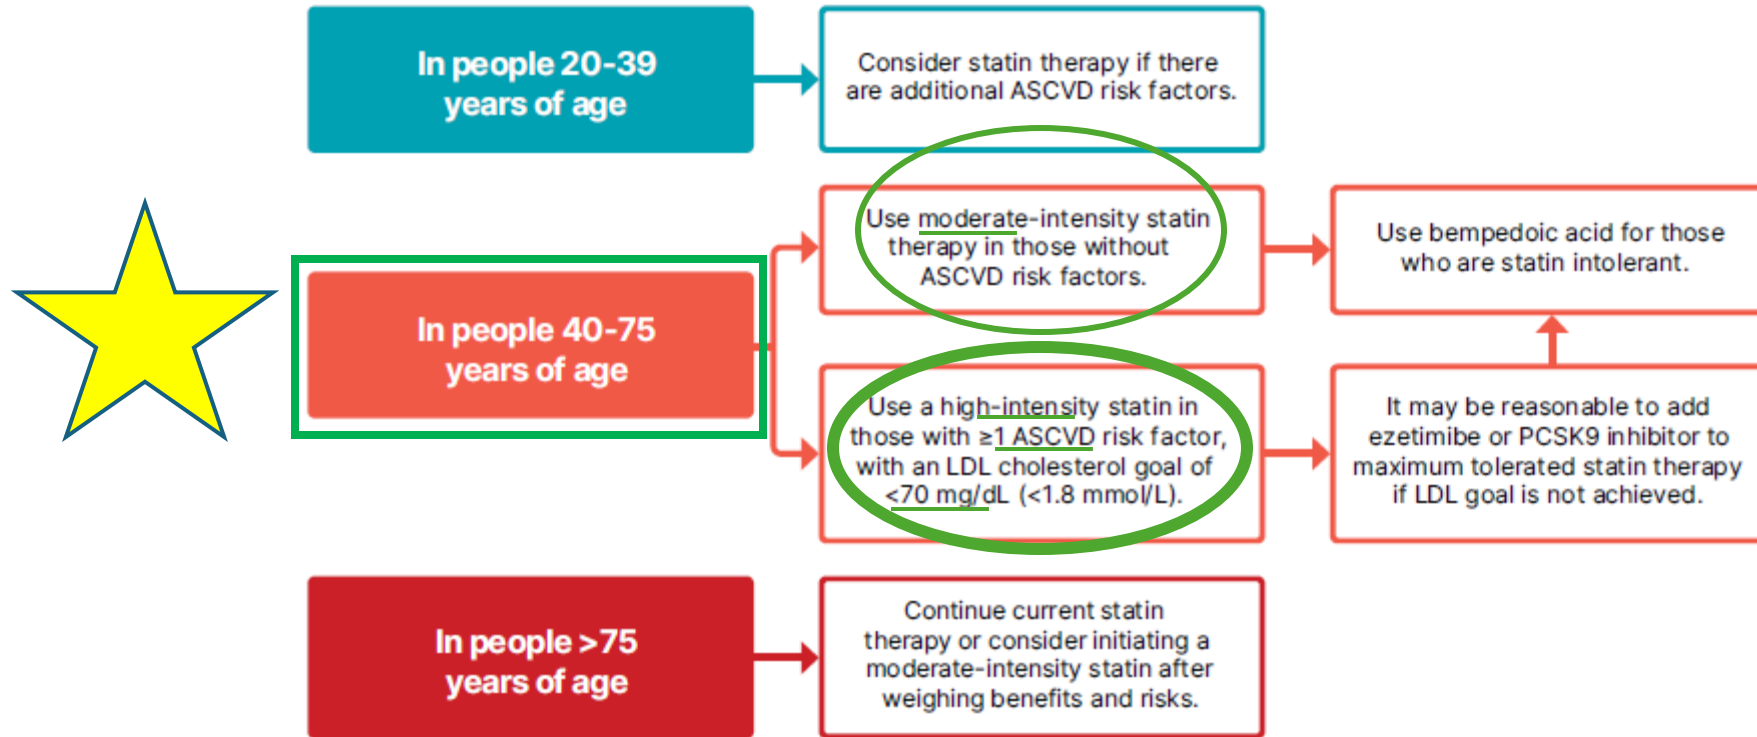 In people 20-39
years of age
Consider statin therapy if there
are additional ASCVD risk factors.
In people 40-75
years of age
Use moderate-intensity statin
therapy in those without
ASCVD risk factors.
Use bempedoic acid for those
who are statin intolerant.
Use a high-intensity statin in
those with ≥1 ASCVD risk factor,
with an LDL cholesterol goal of
<70 mg/dL (<1.8 mmol/L).
It may be reasonable to add
ezetimibe or PCSK9 inhibitor to
maximum tolerated statin therapy
if LDL goal is not achieved.
In people >75
years of age
Continue current statin
therapy or consider initiating a
moderate-intensity statin after
weighing benefits and risks.